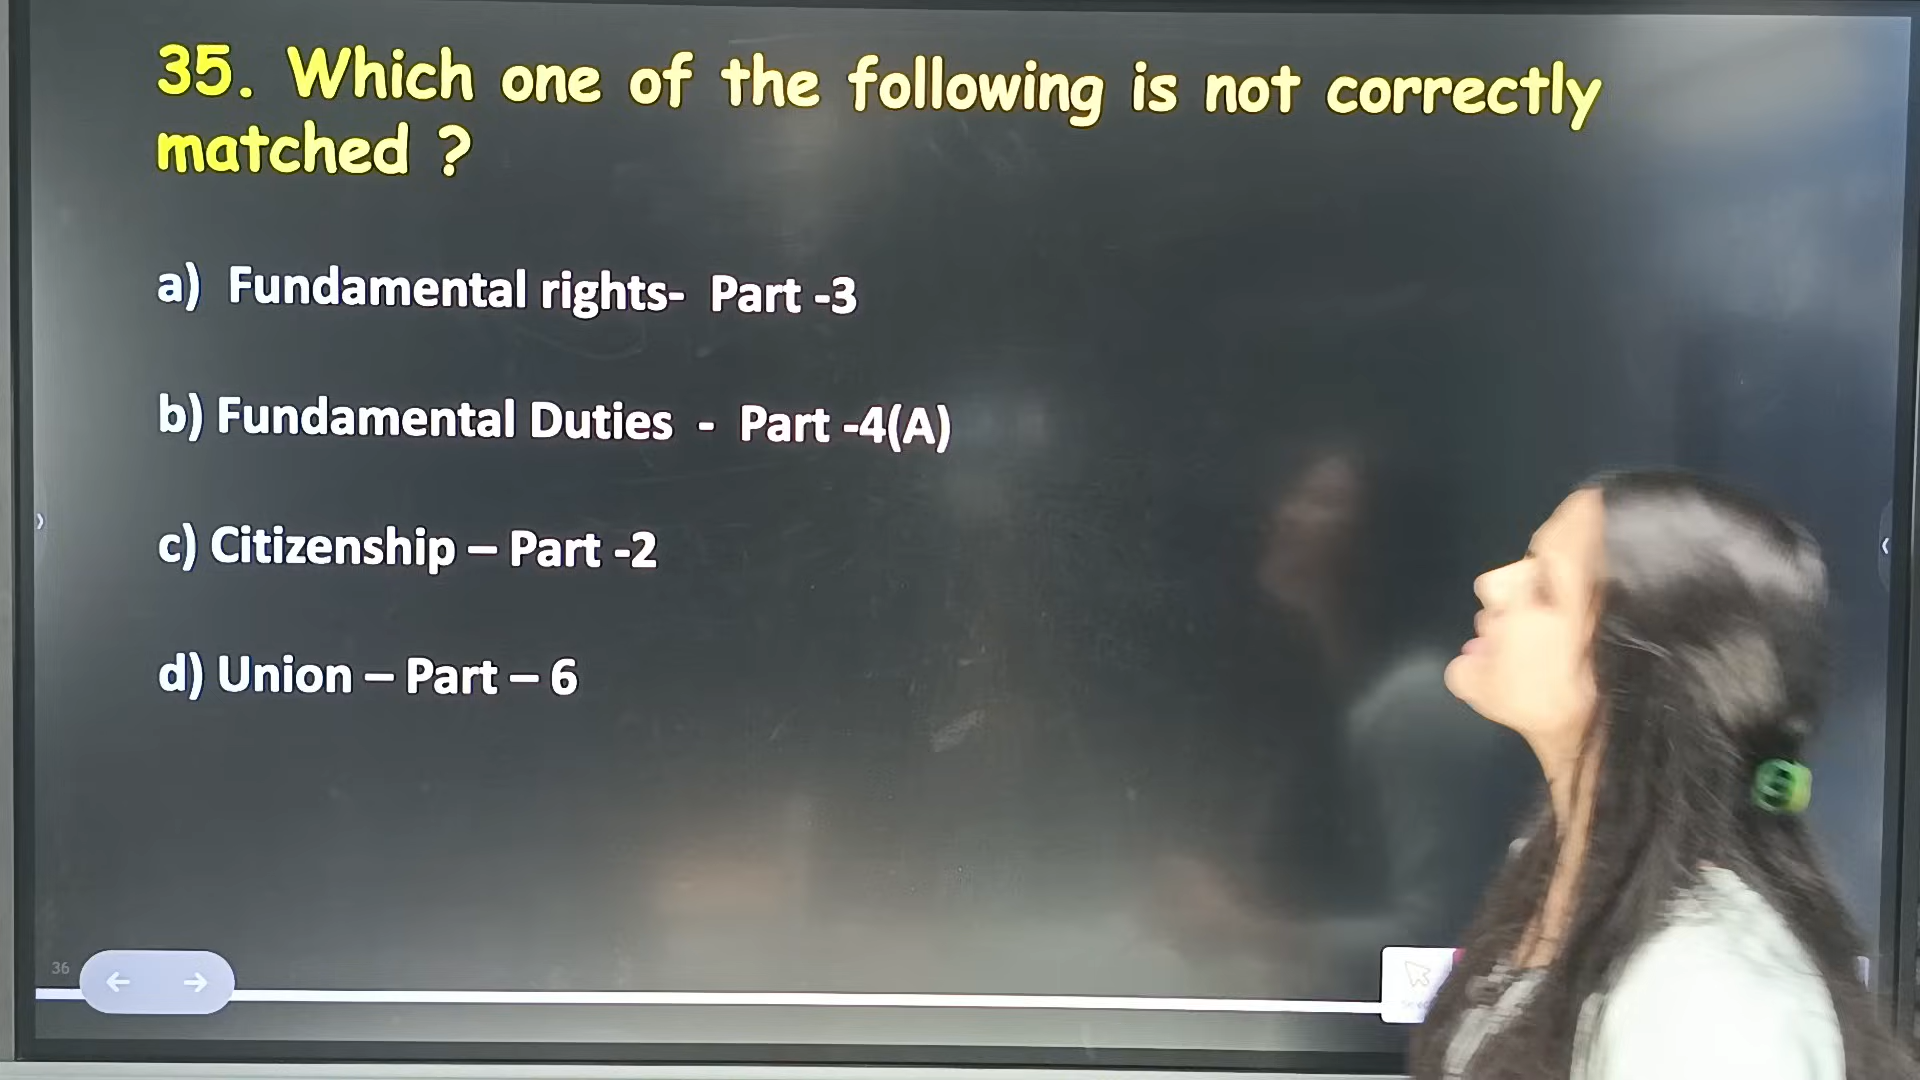 35. Which one of the following is not correctly
matched ?
a) Fundamental rights- Part -3
b) Fundamental Duties - Part -4(A)
c) Citizenship – Part -2
d) Union – Part – 6
36